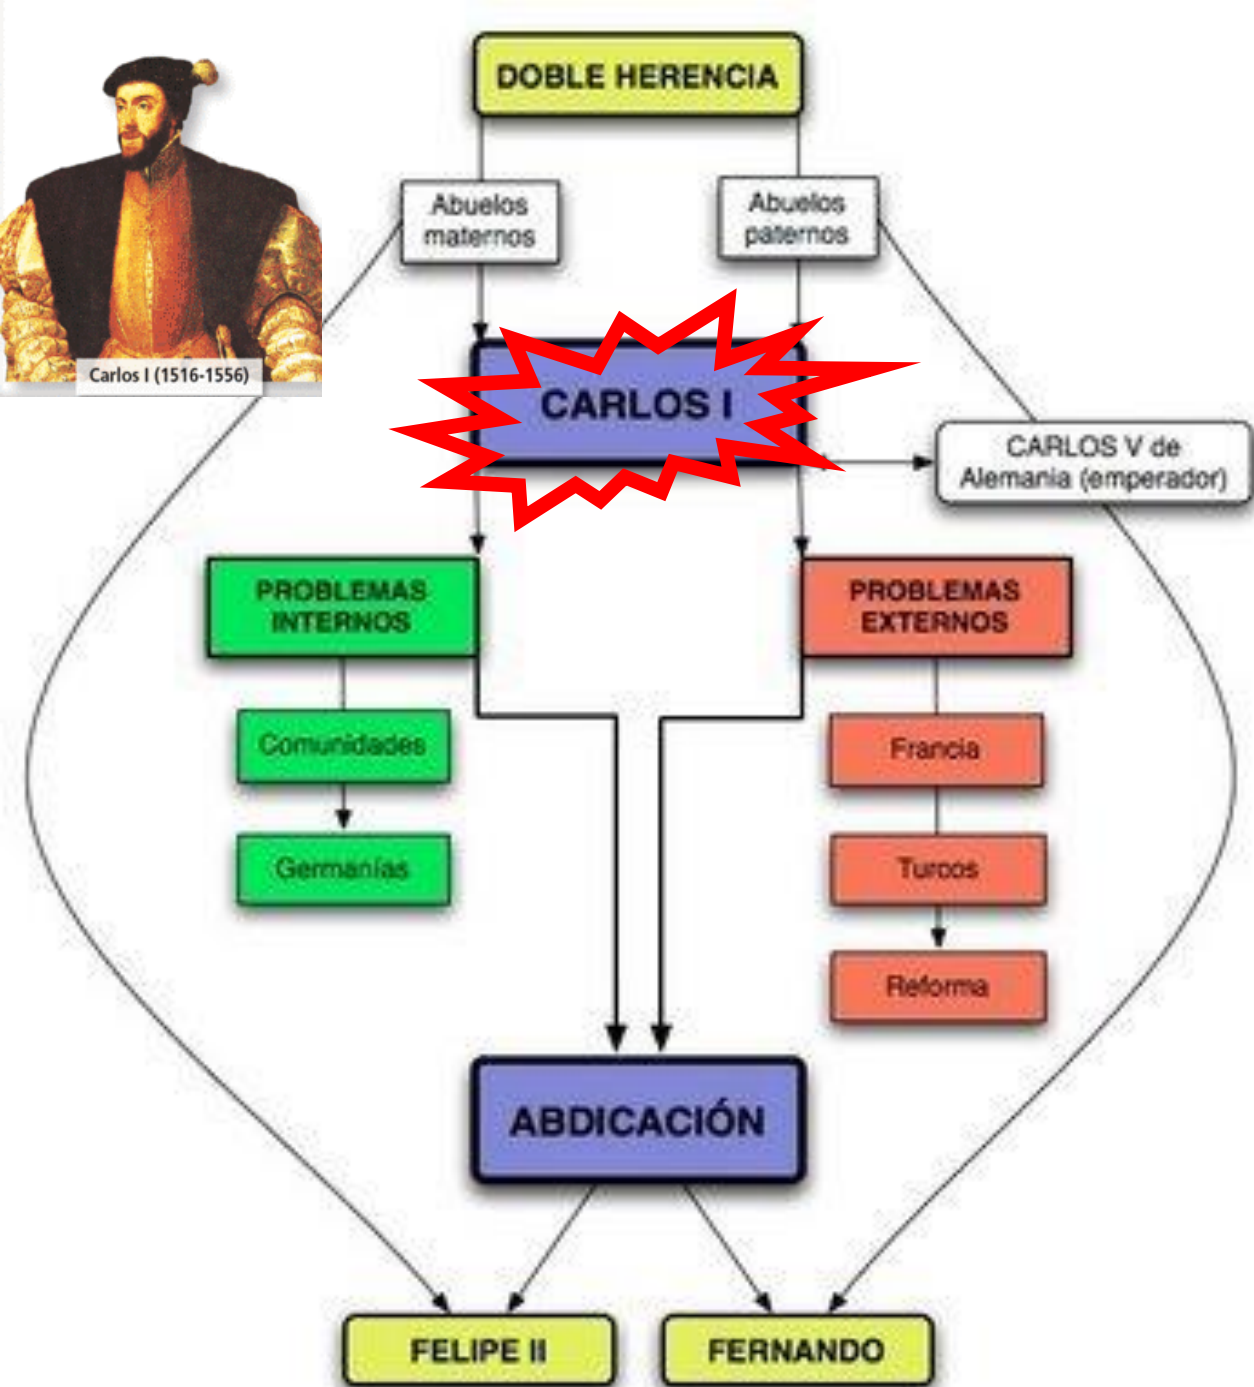 DOBLE HERENCIA
Abuelos
maternos
Abuelos
paternos
Carlos I (1516-1556)
CARLOS I
CARLOS V de
Alemania (emperador)
PROBLEMAS
INTERNOS
PROBLEMAS
EXTERNOS
Comunidades
Francia
Germanías
Turcos
Reforma
ABDICACIÓN
FELIPE II
FERNANDO